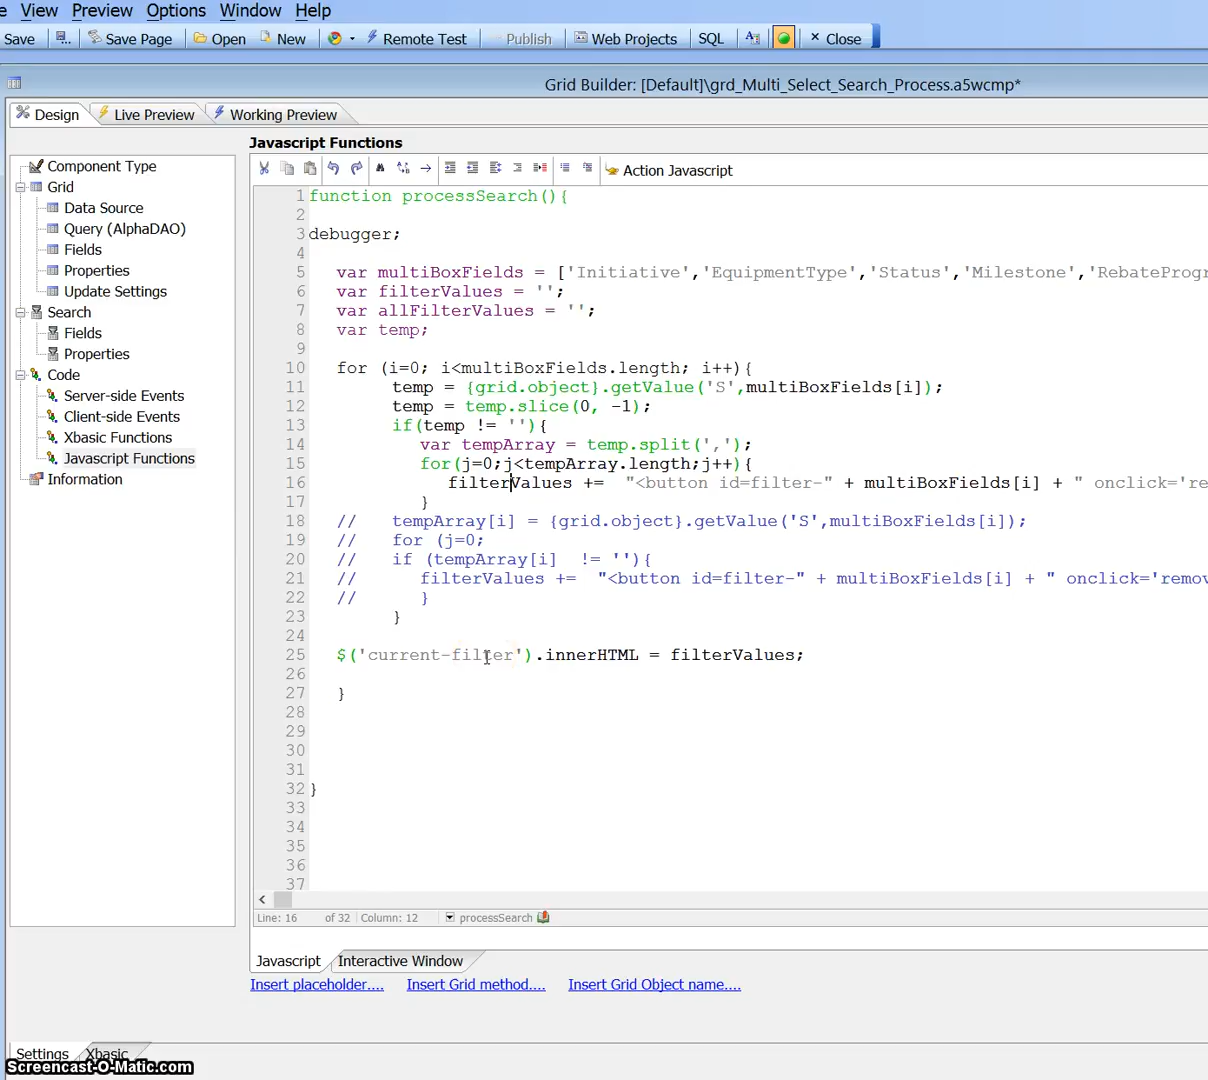 e View Preview Options Window Help
Save Save Page Open New Remote Test Publish Web Projects SQL Close
Grid Builder: [Default]\grd_Multi_Select_Search_Process.a5wcmp*
Design Live Preview Working Preview
Component Type
Grid
Data Source
Query (AlphaDAO)
Fields
Properties
Update Settings
Search
Fields
Properties
Code
Server-side Events
Client-side Events
Xbasic Functions
Javascript Functions
Information
Javascript Functions
Action Javascript
1 function processSearch(){
2
3 debugger;
4
5 var multiBoxFields = ['Initiative','EquipmentType','Status','Milestone','RebateProgr
6 var filterValues = '';
7 var allFilterValues = '';
8 var temp;
9
10 for (i=0; i<multiBoxFields.length; i++){
11 temp = {grid.object}.getValue('S',multiBoxFields[i]);
12 temp = temp.slice(0, -1);
13 if(temp != ''){
14 var tempArray = temp.split(',');
15 for(j=0;j<tempArray.length;j++){
16 filterValues += "<button id=filter-" + multiBoxFields[i] + " onclick='re
17 }
18 // tempArray[i] = {grid.object}.getValue('S',multiBoxFields[i]);
19 // for (j=0;
20 // if (tempArray[i] != ''){
21 // filterValues += "<button id=filter-" + multiBoxFields[i] + " onclick='remov
22 // }
23 }
24
25 $('current-filter').innerHTML = filterValues;
26
27 }
28
29
30
31
32 }
33
34
35
36
37
Line: 16 of 32 Column: 12 processSearch
Javascript Interactive Window
Insert placeholder.... Insert Grid method.... Insert Grid Object name....
Settings Xbasic
Screencast-O-Matic.com